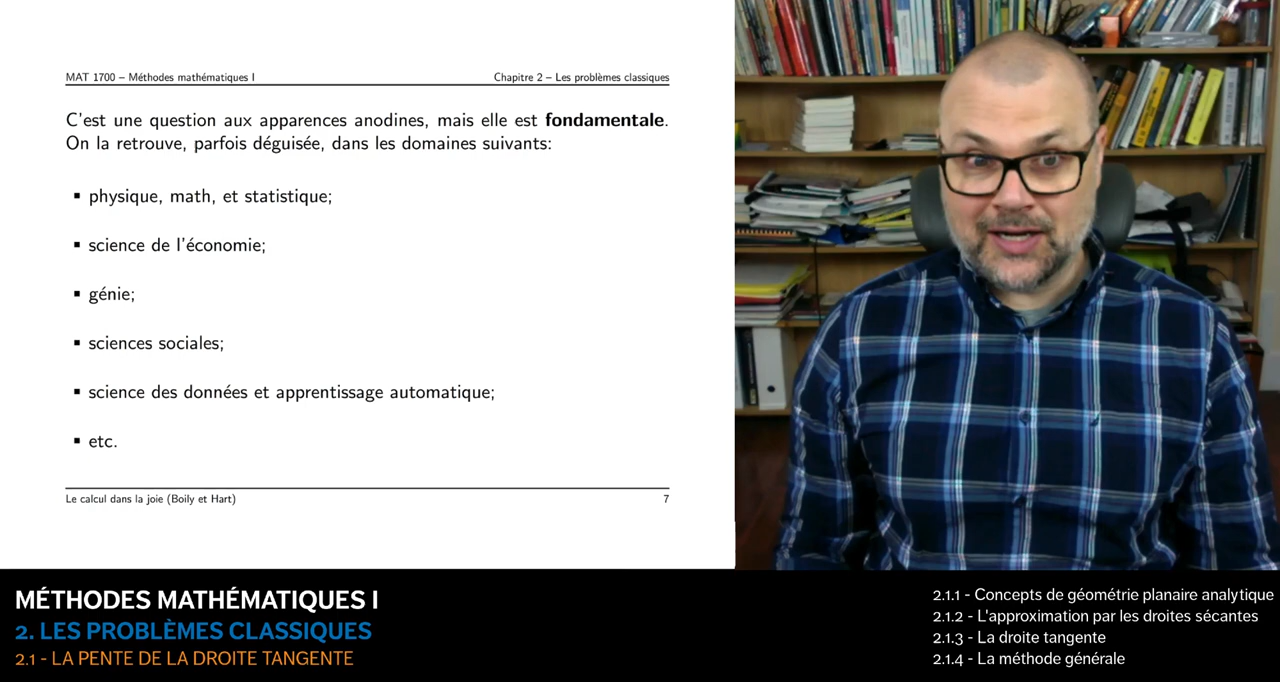 MAT 1700 – Méthodes mathématiques I
Chapitre 2 – Les problèmes classiques
C'est une question aux apparences anodines, mais elle est fondamentale.
On la retrouve, parfois déguisée, dans les domaines suivants:
▪ physique, math, et statistique;
▪ science de l'économie;
▪ génie;
▪ sciences sociales;
▪ science des données et apprentissage automatique;
▪ etc.
Le calcul dans la joie (Boily et Hart)
7
MÉTHODES MATHÉMATIQUES I
2. LES PROBLÈMES CLASSIQUES
2.1 - LA PENTE DE LA DROITE TANGENTE
2.1.1 - Concepts de géométrie planaire analytique
2.1.2 - L'approximation par les droites sécantes
2.1.3 - La droite tangente
2.1.4 - La méthode générale